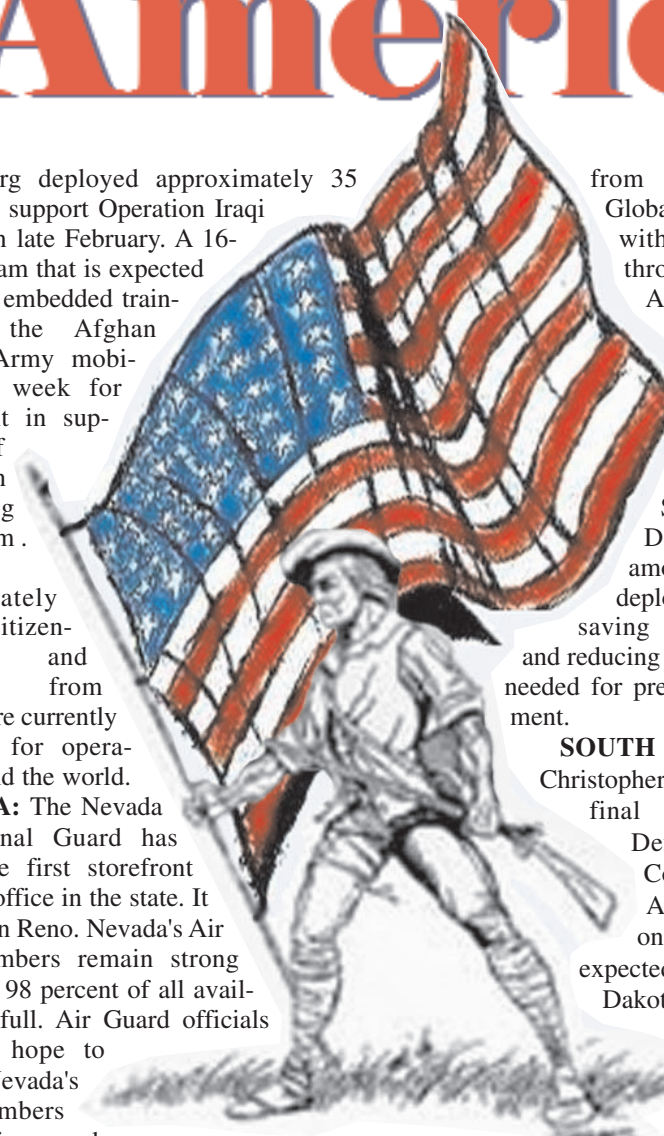 Americ
rg deployed approximately 35
support Operation Iraqi
n late February. A 16-
am that is expected
embedded train-
the Afghan
Army mobi-
week for
t in sup-
f
n
g
m .
ately
itizen-
and
from
re currently
for opera-
d the world.
A: The Nevada
nal Guard has
e first storefront
office in the state. It
n Reno. Nevada's Air
mbers remain strong
98 percent of all avail-
full. Air Guard officials
hope to
Nevada's
mbers
from
Globa
with
thro
A
S
D
amo
deplo
saving
and reducing
needed for pre
ment.
SOUTH
Christopher
final
De
Co
A
on
expected
Dakot